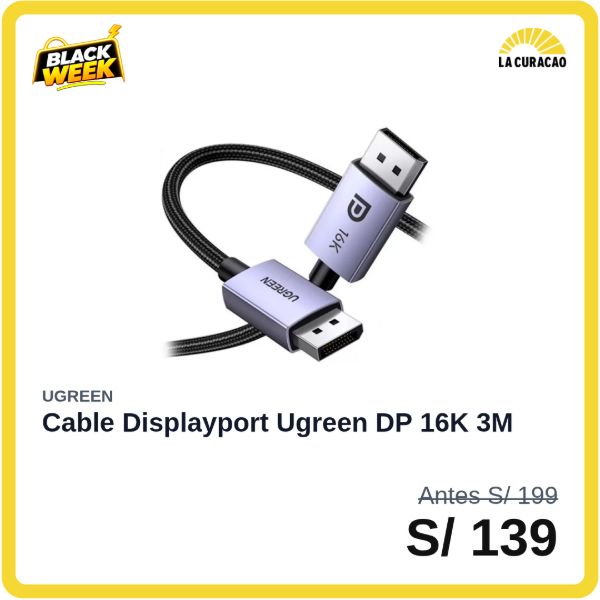 BLACK
WEEK
LA CURACAO
16K
UGREEN
UGREEN
Cable Displayport Ugreen DP 16K 3M
Antes S/ 199
S/ 139